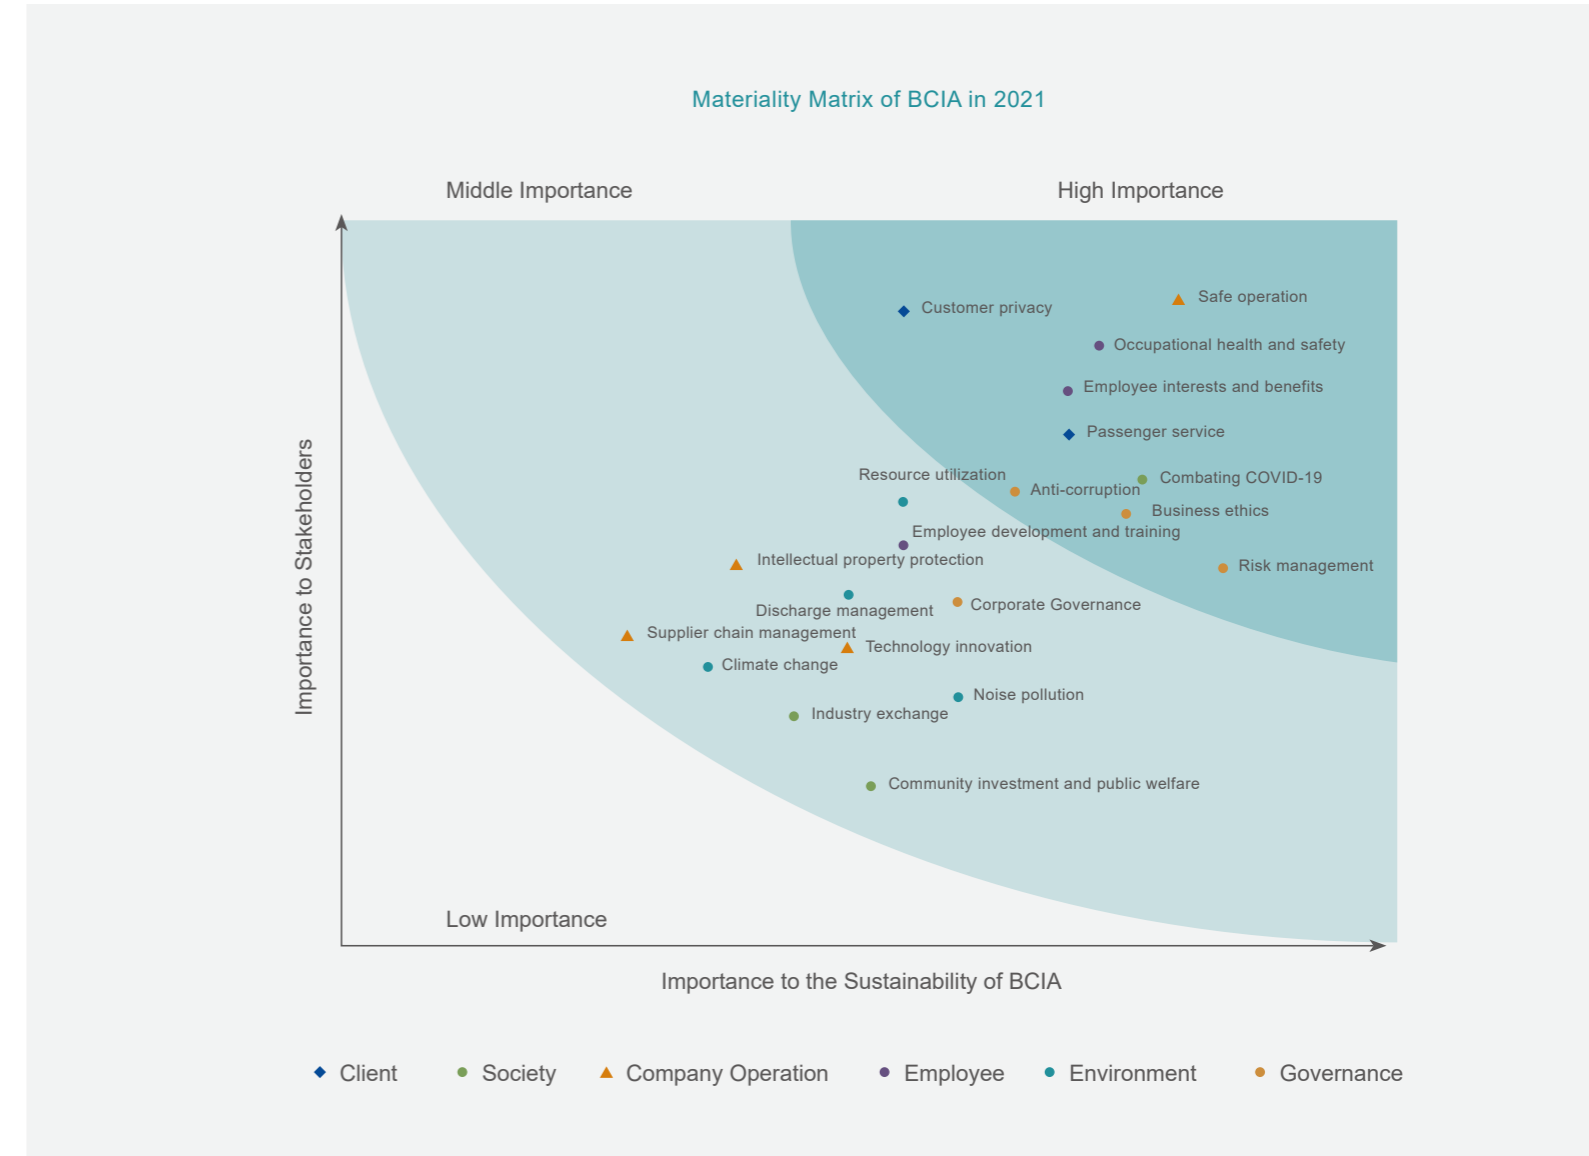 Materiality Matrix of BCIA in 2021
Middle Importance
High Importance
Safe operation
Customer privacy
Occupational health and safety
Employee interests and benefits
Passenger service
Resource utilization
Combating COVID-19
Anti-corruption
Business ethics
Employee development and training
Intellectual property protection
Risk management
Discharge management
Corporate Governance
Supplier chain management
Technology innovation
Climate change
Noise pollution
Industry exchange
Community investment and public welfare
Importance to Stakeholders
Low Importance
Importance to the Sustainability of BCIA
Client
Society
Company Operation
Employee
Environment
Governance